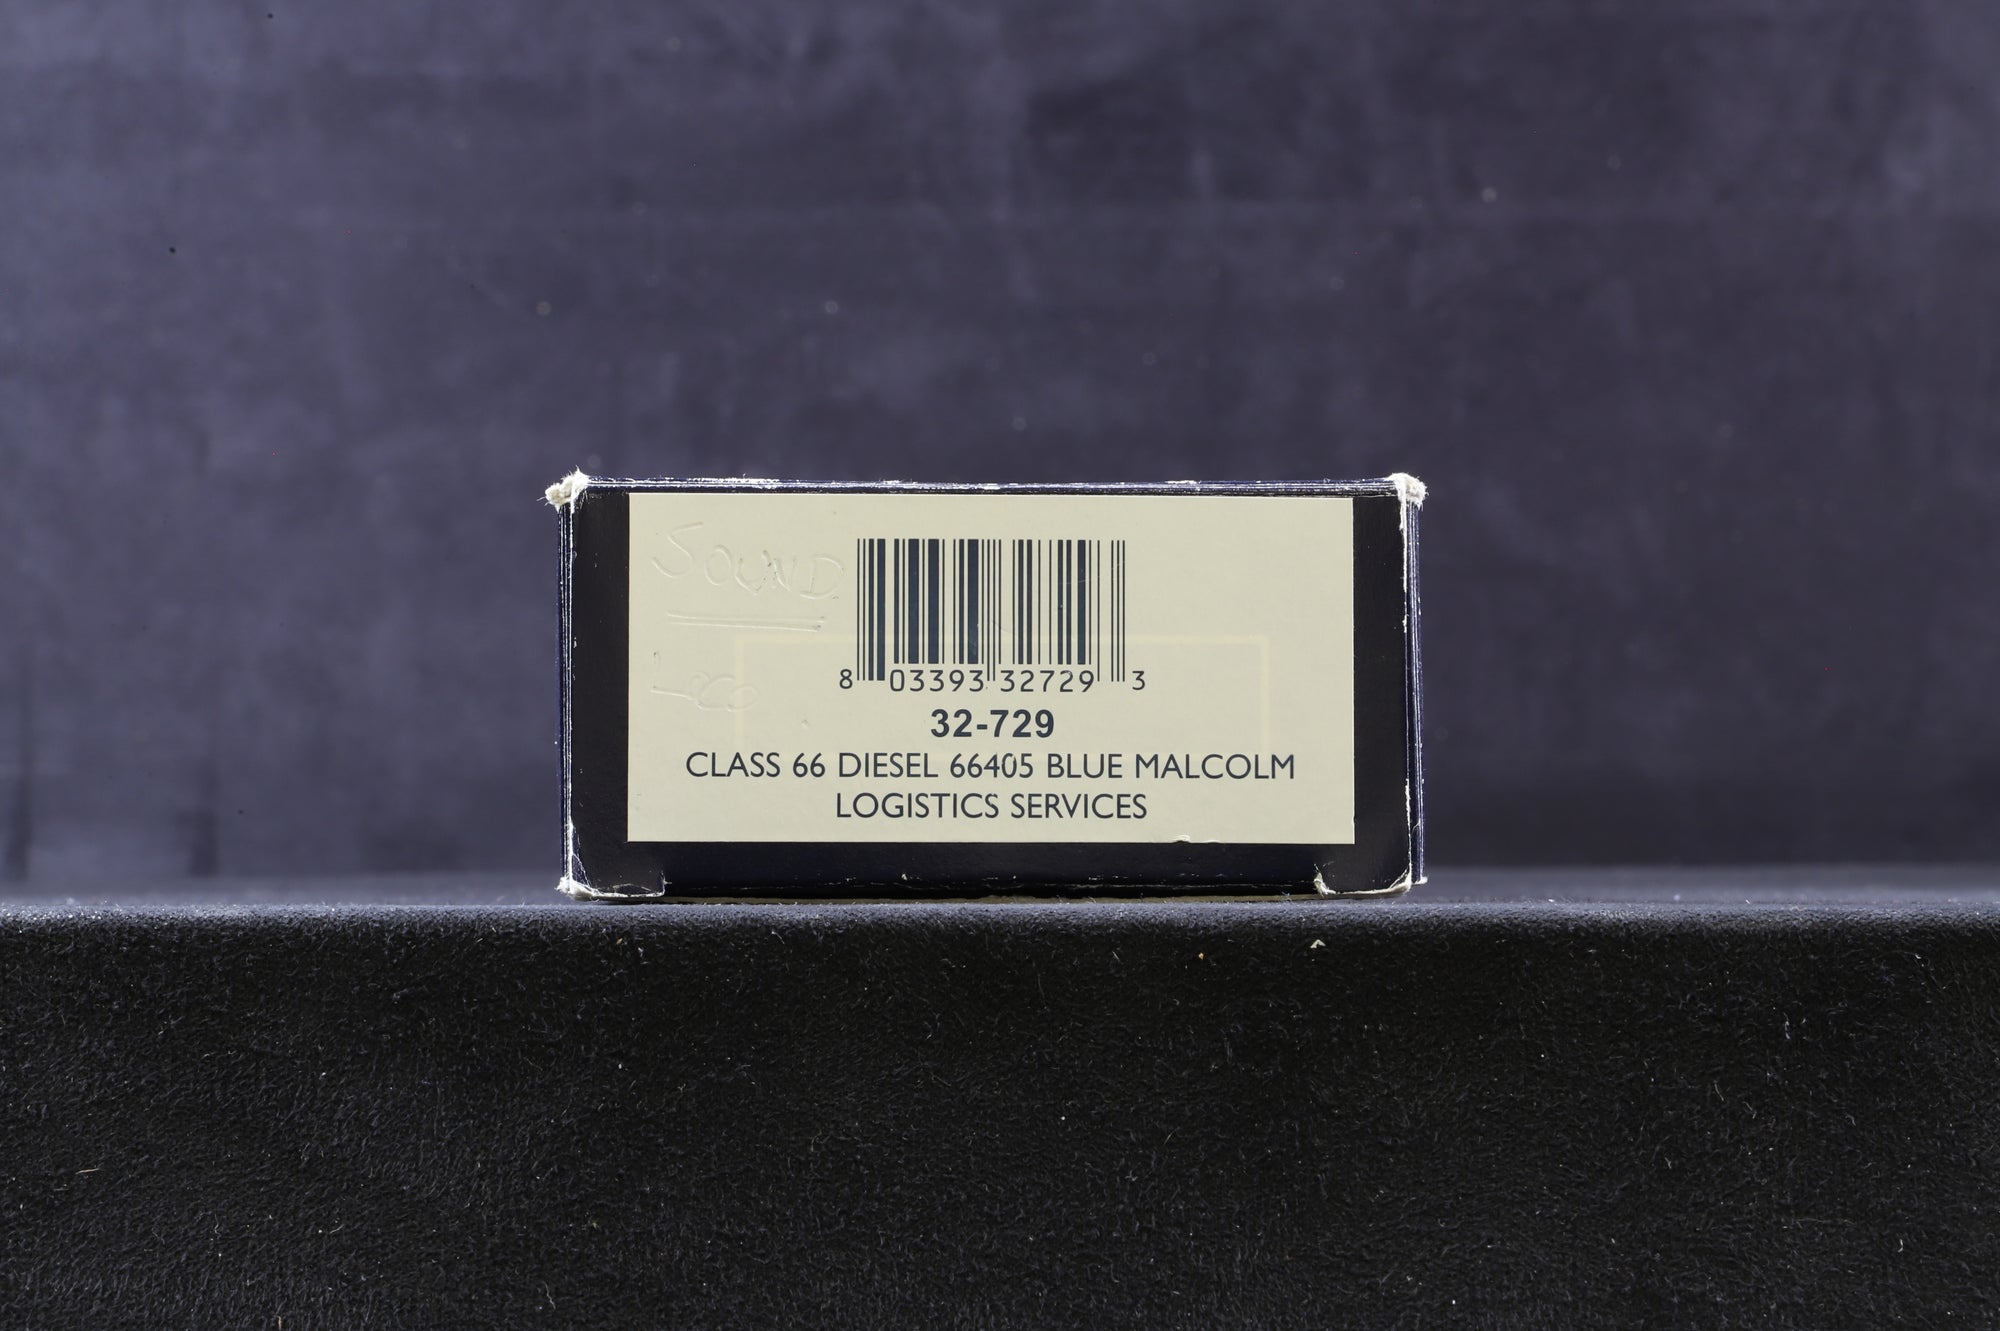 SOUND
Loco
8 03393 32729 3
32-729
CLASS 66 DIESEL 66405 BLUE MALCOLM
LOGISTICS SERVICES